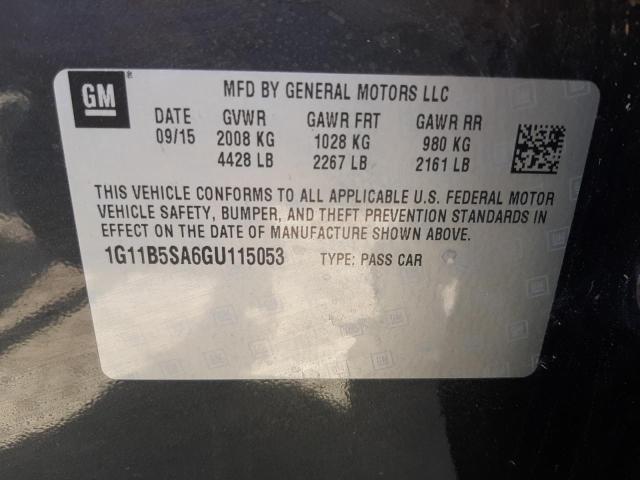 GM
MFD BY GENERAL MOTORS LLC
DATE GVWR GAWR FRT GAWR RR
09/15 2008 KG 1028 KG 980 KG
4428 LB 2267 LB 2161 LB
THIS VEHICLE CONFORMS TO ALL APPLICABLE U.S. FEDERAL MOTOR
VEHICLE SAFETY, BUMPER, AND THEFT PREVENTION STANDARDS IN
EFFECT ON THE DATE OF MANUFACTURE SHOWN ABOVE.
1G11B5SA6GU115053 TYPE: PASS CAR